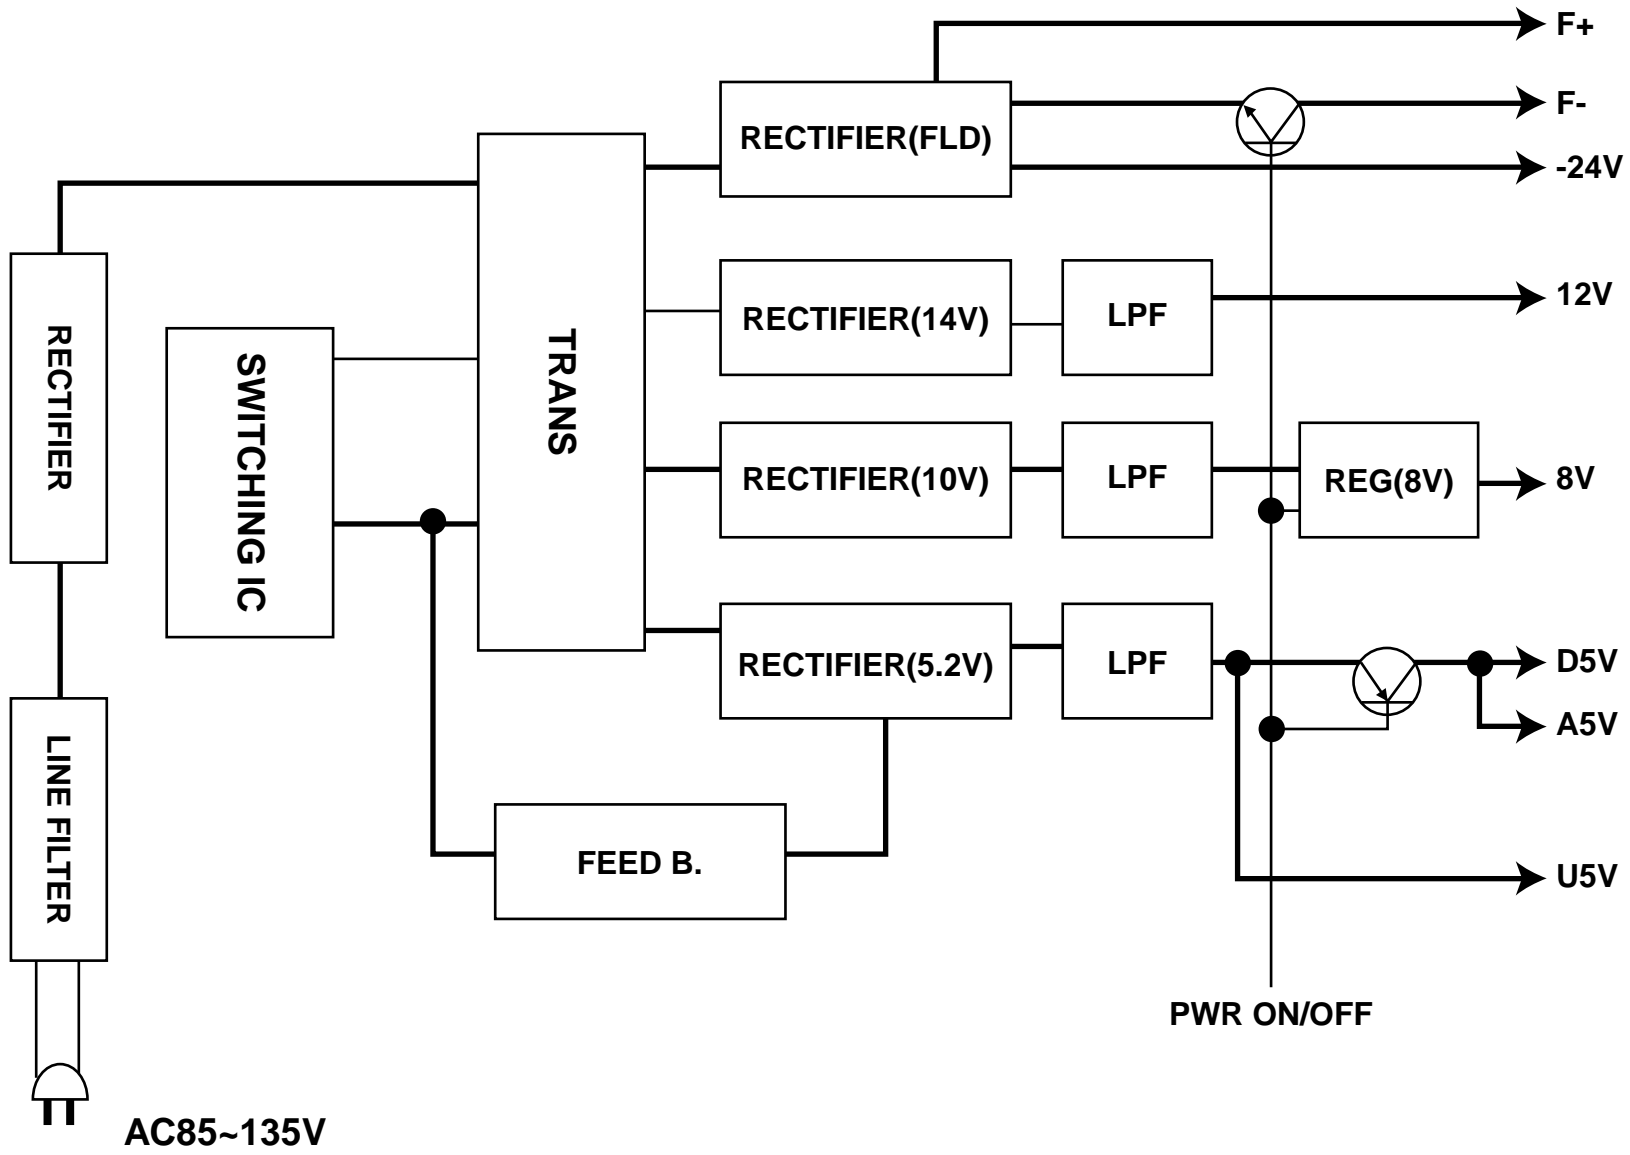 F+
F-
RECTIFIER(FLD)
-24V
12V
RECTIFIER(14V)
LPF
RECTIFIER
SWITCHING IC
TRANS
RECTIFIER(10V)
LPF
REG(8V)
8V
RECTIFIER(5.2V)
LPF
D5V
A5V
LINE FILTER
FEED B.
U5V
PWR ON/OFF
AC85~135V